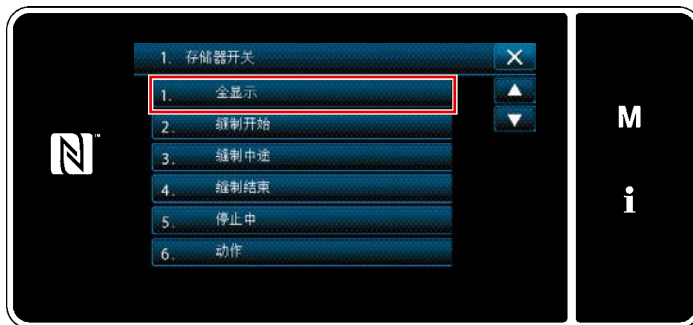 1. 存储器开关
1. 全显示
2. 缝制开始
3. 缝制中途
4. 缝制结束
5. 停止中
6. 动作
M
i